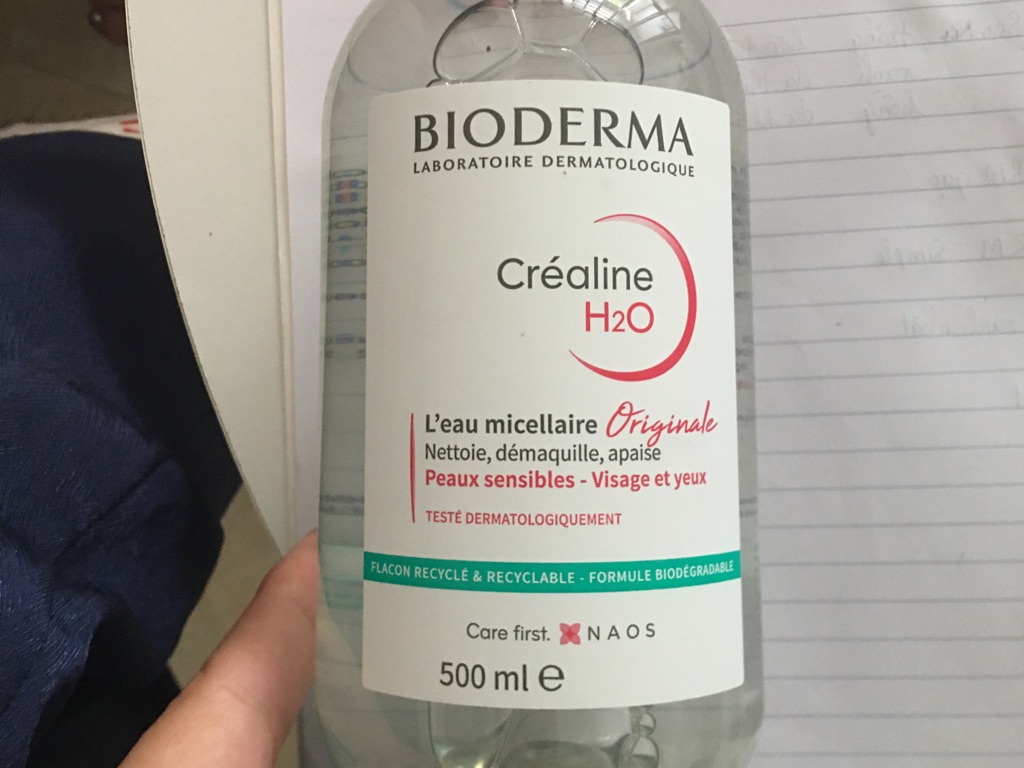 BIODERMA
LABORATOIRE DERMATOLOGIQUE
Créaline
H2O
L'eau micellaire Originale
Nettoie, démaquille, apaise
Peaux sensibles - Visage et yeux
TESTÉ DERMATOLOGIQUEMENT
FLACON RECYCLÉ & RECYCLABLE - FORMULE BIODÉGRADABLE
Care first. NAOS
500 ml e